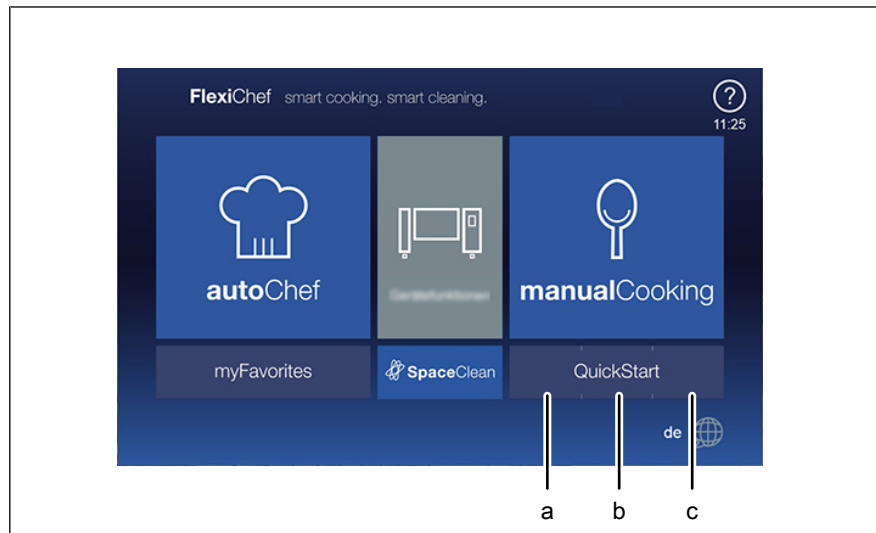 FlexiChef smart cooking. smart cleaning.
?
11:25
autoChef
manualCooking
myFavorites
SpaceClean
QuickStart
de
a b c